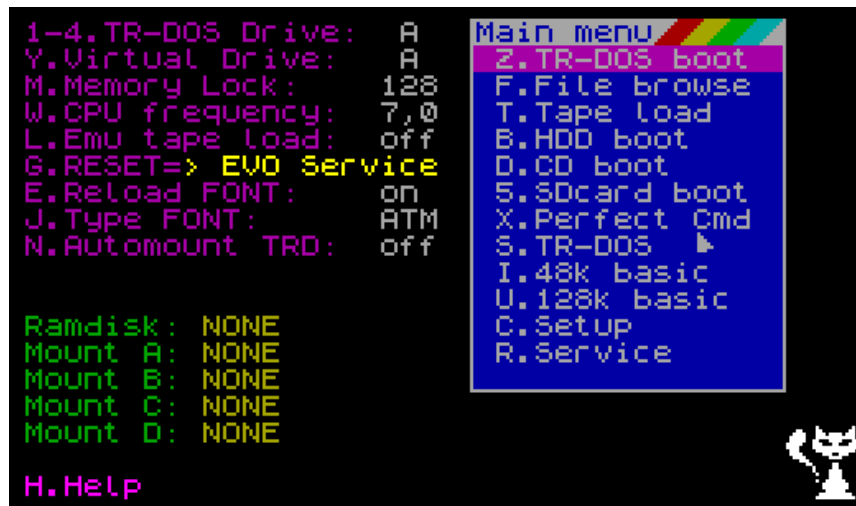 1-4.TR-DOS Drive: A
Y.Virtual Drive: A
M.Memory Lock: 128
W.CPU frequency: 7,0
L.Emu tape load: off
G.RESET=> EVO Service
E.Reload FONT: on
J.Type FONT: ATM
N.Automount TRD: off
Ramdisk: NONE
Mount A: NONE
Mount B: NONE
Mount C: NONE
Mount D: NONE
H.Help
Main menu
Z.TR-DOS boot
F.File browse
T.Tape load
B.HDD boot
D.CD boot
5.SDcard boot
X.Perfect Cmd
S.TR-DOS
I.48k basic
U.128k basic
C.Setup
R.Service